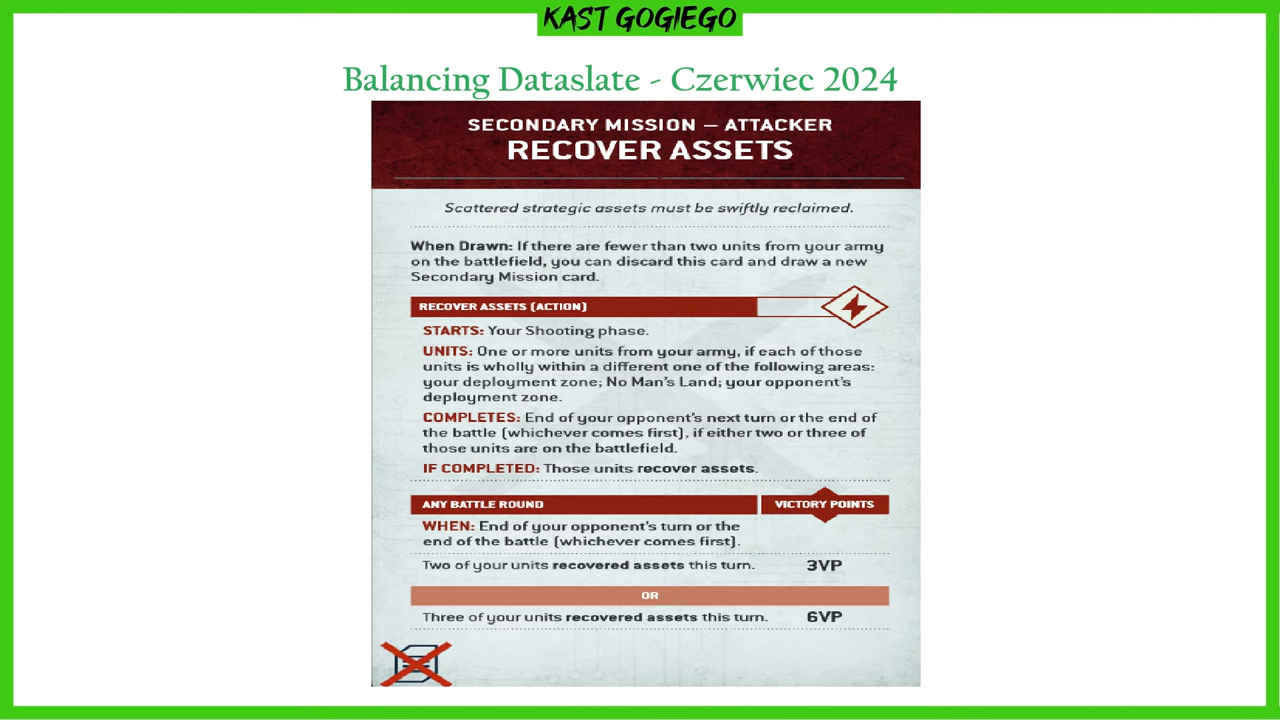 KAST GOGIEGO
Balancing Dataslate - Czerwiec 2024
SECONDARY MISSION – ATTACKER
RECOVER ASSETS
Scattered strategic assets must be swiftly reclaimed.
When Drawn: If there are fewer than two units from your army
on the battlefield, you can discard this card and draw a new
Secondary Mission card.
RECOVER ASSETS (ACTION)
STARTS: Your Shooting phase.
UNITS: One or more units from your army, if each of those
units is wholly within a different one of the following areas:
your deployment zone; No Man's Land; your opponent's
deployment zone.
COMPLETES: End of your opponent's next turn or the end of
the battle (whichever comes first), if either two or three of
those units are on the battlefield.
IF COMPLETED: Those units recover assets.
ANY BATTLE ROUND VICTORY POINTS
WHEN: End of your opponent's turn or the
end of the battle (whichever comes first).
Two of your units recovered assets this turn. 3VP
OR
Three of your units recovered assets this turn. 6VP